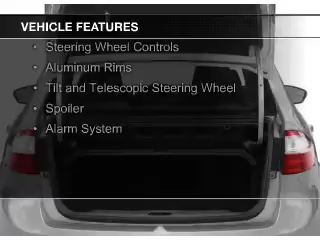 VEHICLE FEATURES
• Steering Wheel Controls
• Aluminum Rims
• Tilt and Telescopic Steering Wheel
• Spoiler
• Alarm System